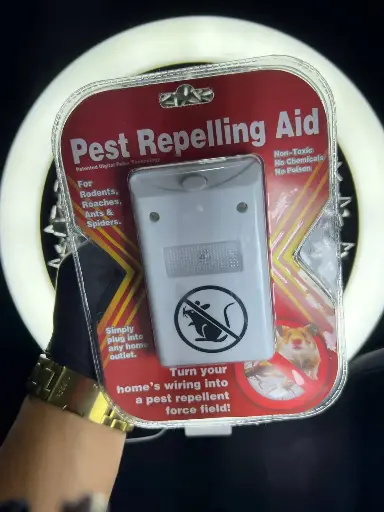 Pest Repelling Aid
Patented Digital Pulse Technology
For
Rodents,
Roaches,
Ants &
Spiders.
Non-Toxic
No Chemicals
No Poison
Simply
plug into
any home
outlet.
Turn your
home's wiring into
a pest repellent
force field!